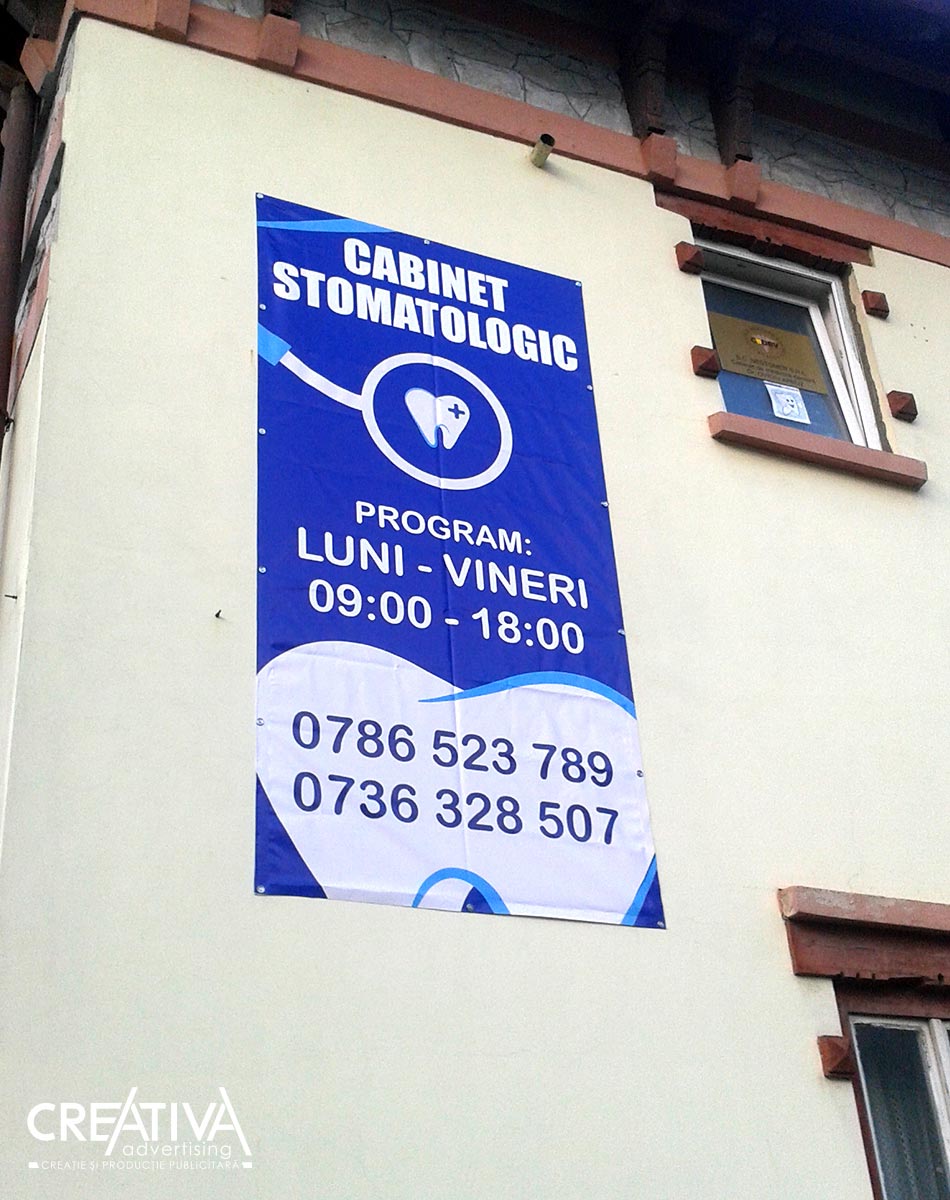 CABINET
STOMATOLOGIC
PROGRAM:
LUNI - VINERI
09:00 - 18:00
0786 523 789
0736 328 507
CREATIVA
advertising
CREAȚIE ȘI PRODUCȚIE PUBLICITARĂ